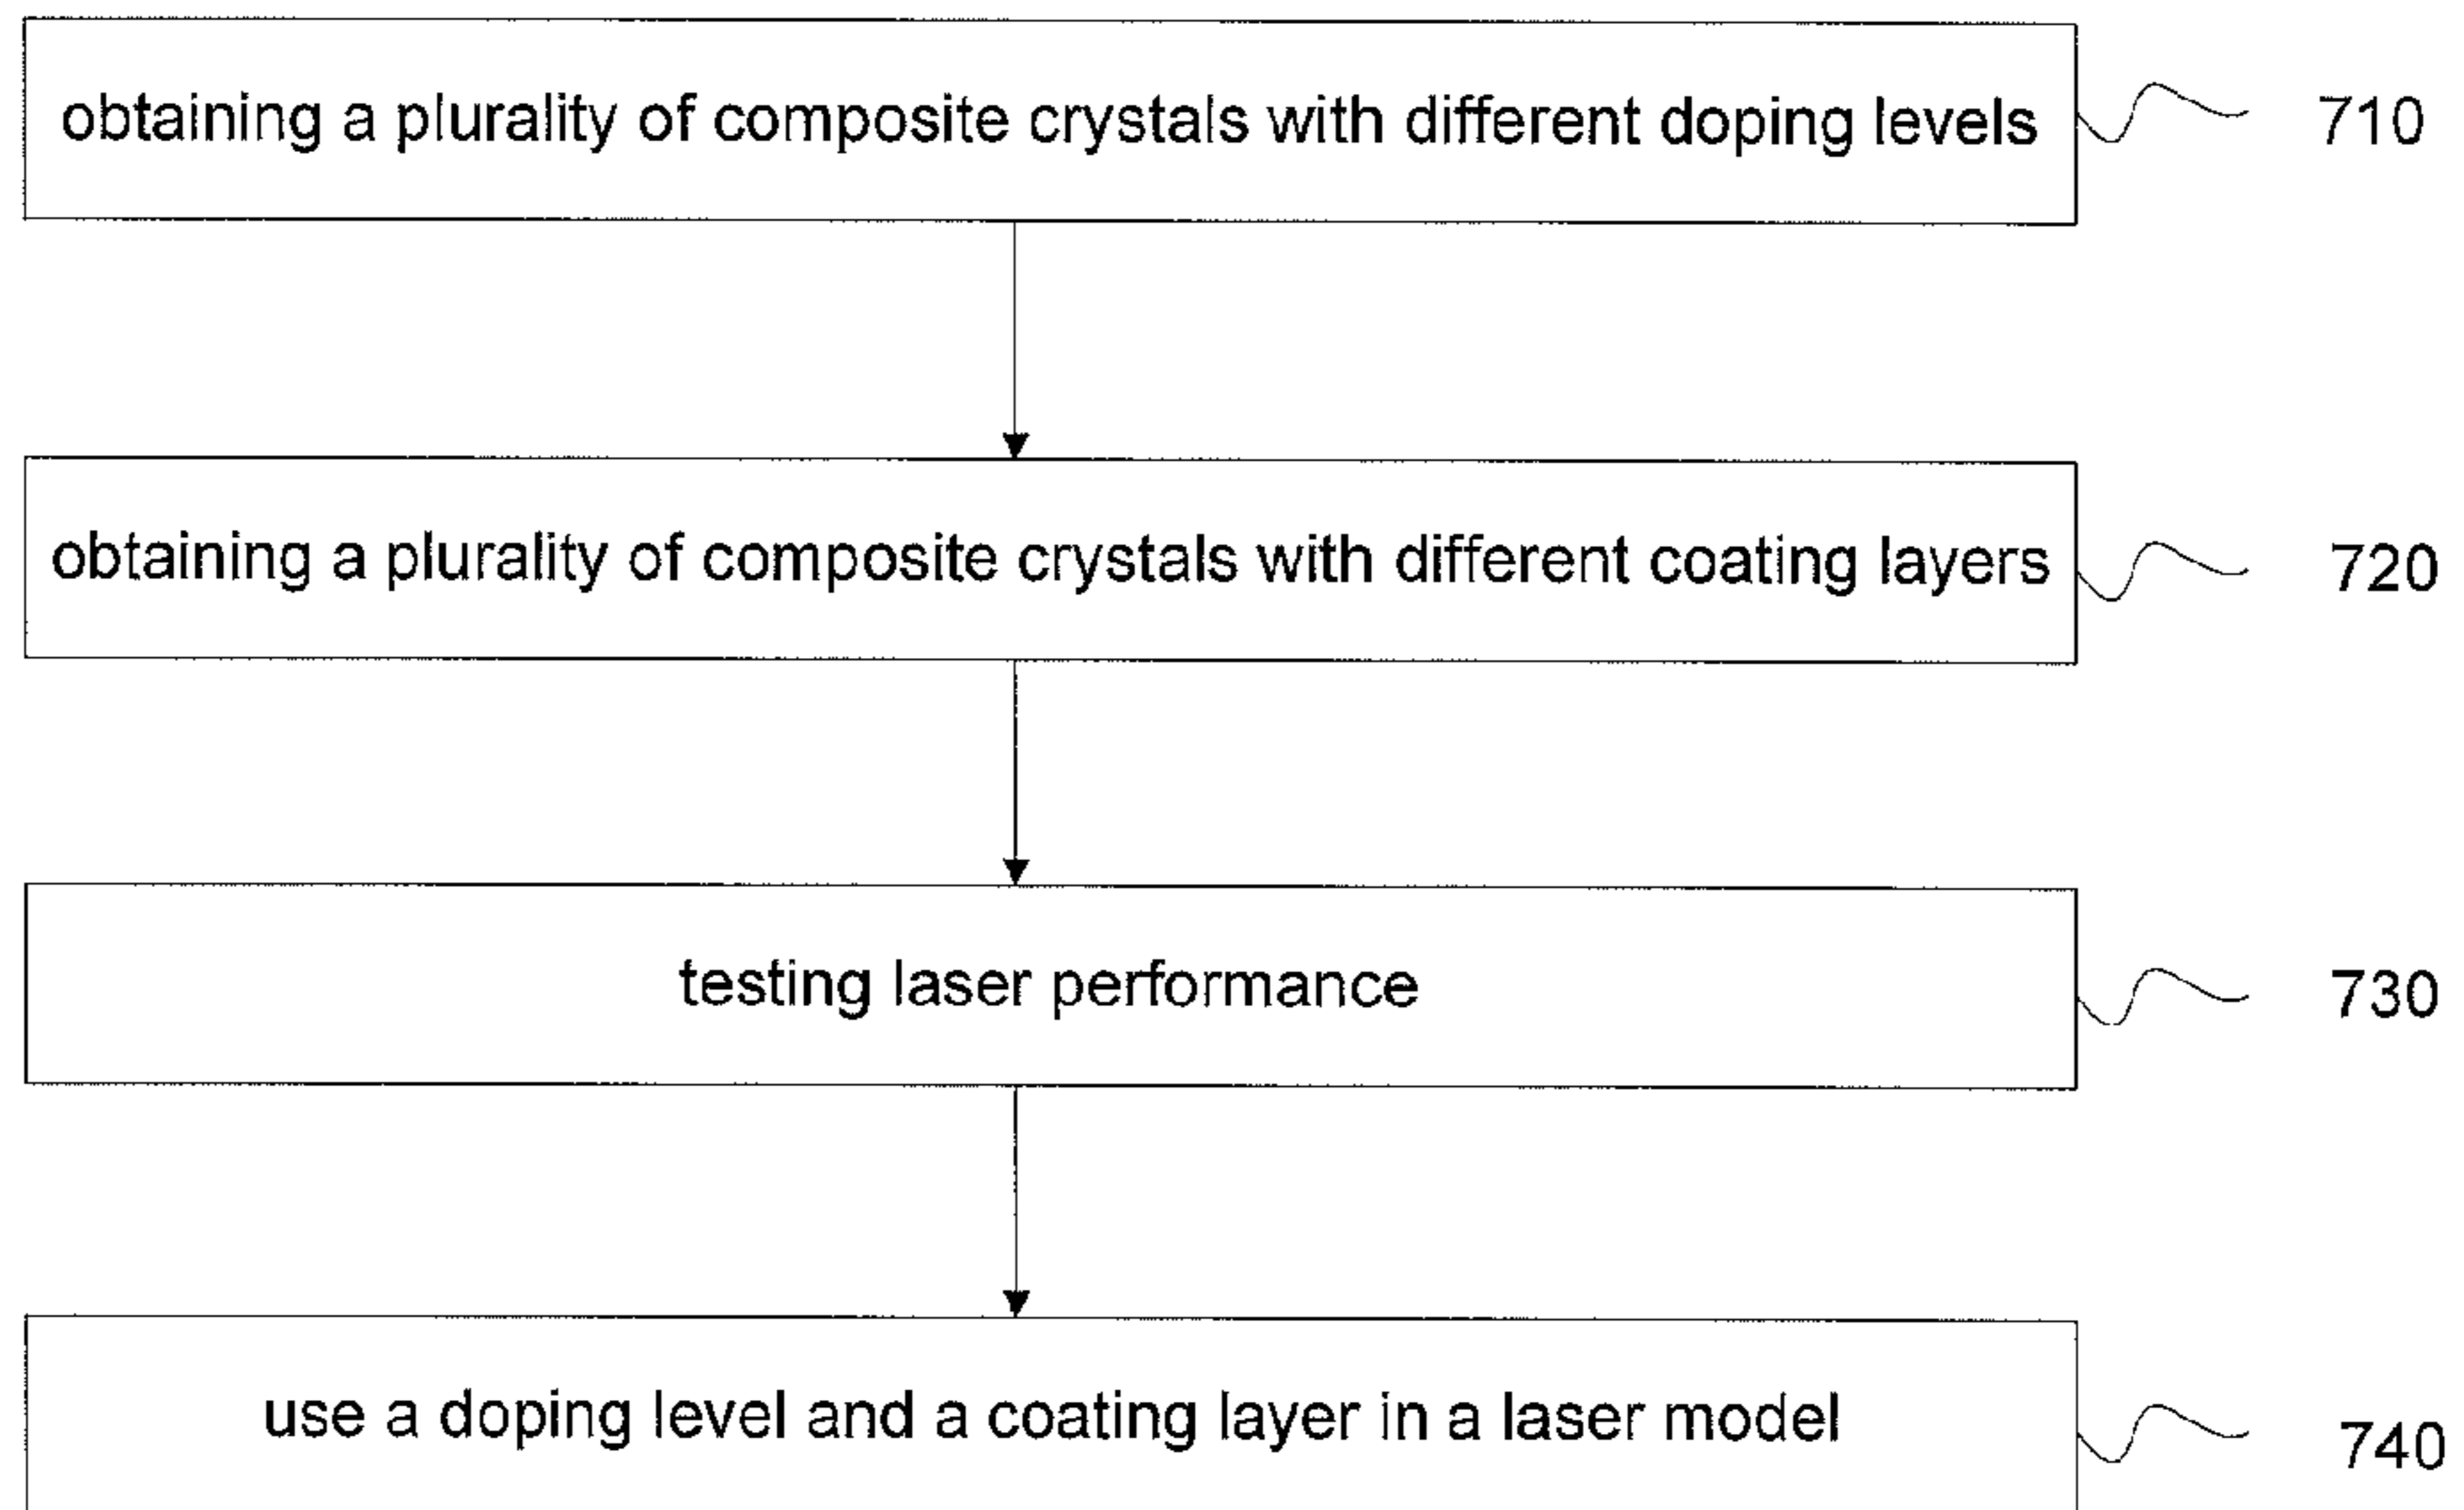 obtaining a plurality of composite crystals with different doping levels 710
obtaining a plurality of composite crystals with different coating layers 720
testing laser performance 730
use a doping level and a coating layer in a laser model 740